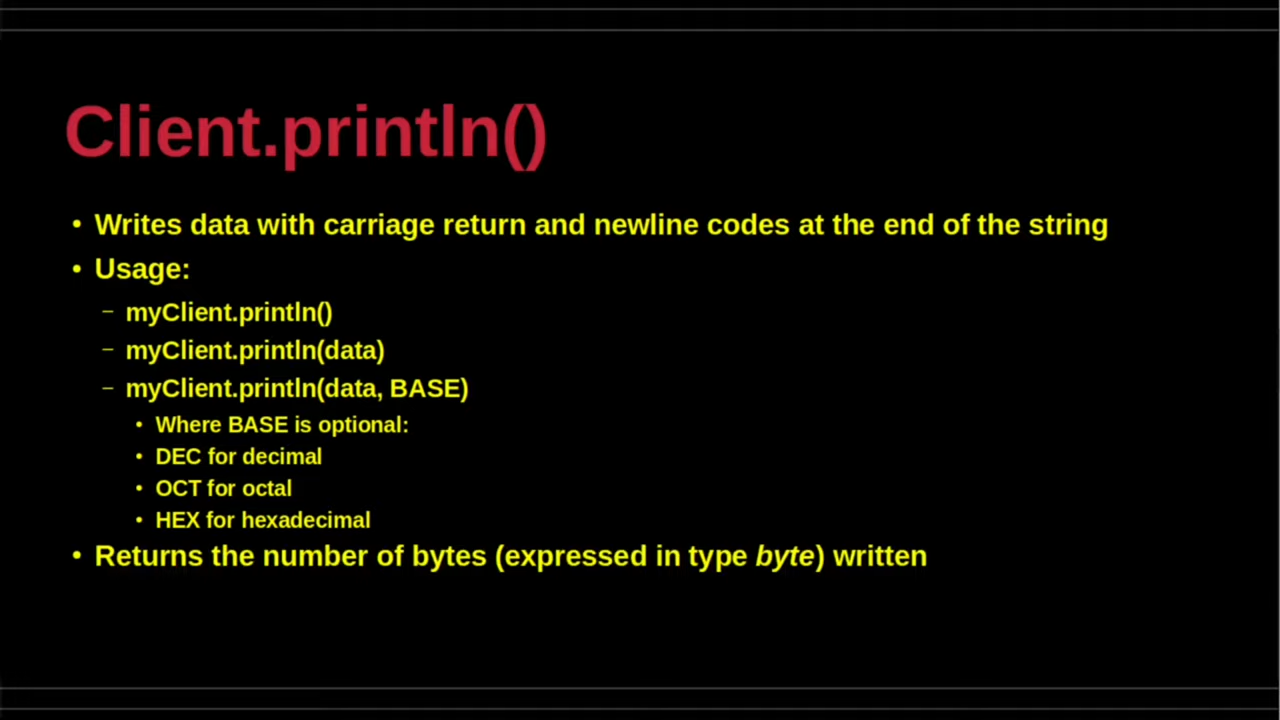 Client.println()
• Writes data with carriage return and newline codes at the end of the string
• Usage:
– myClient.println()
– myClient.println(data)
– myClient.println(data, BASE)
• Where BASE is optional:
• DEC for decimal
• OCT for octal
• HEX for hexadecimal
• Returns the number of bytes (expressed in type byte) written